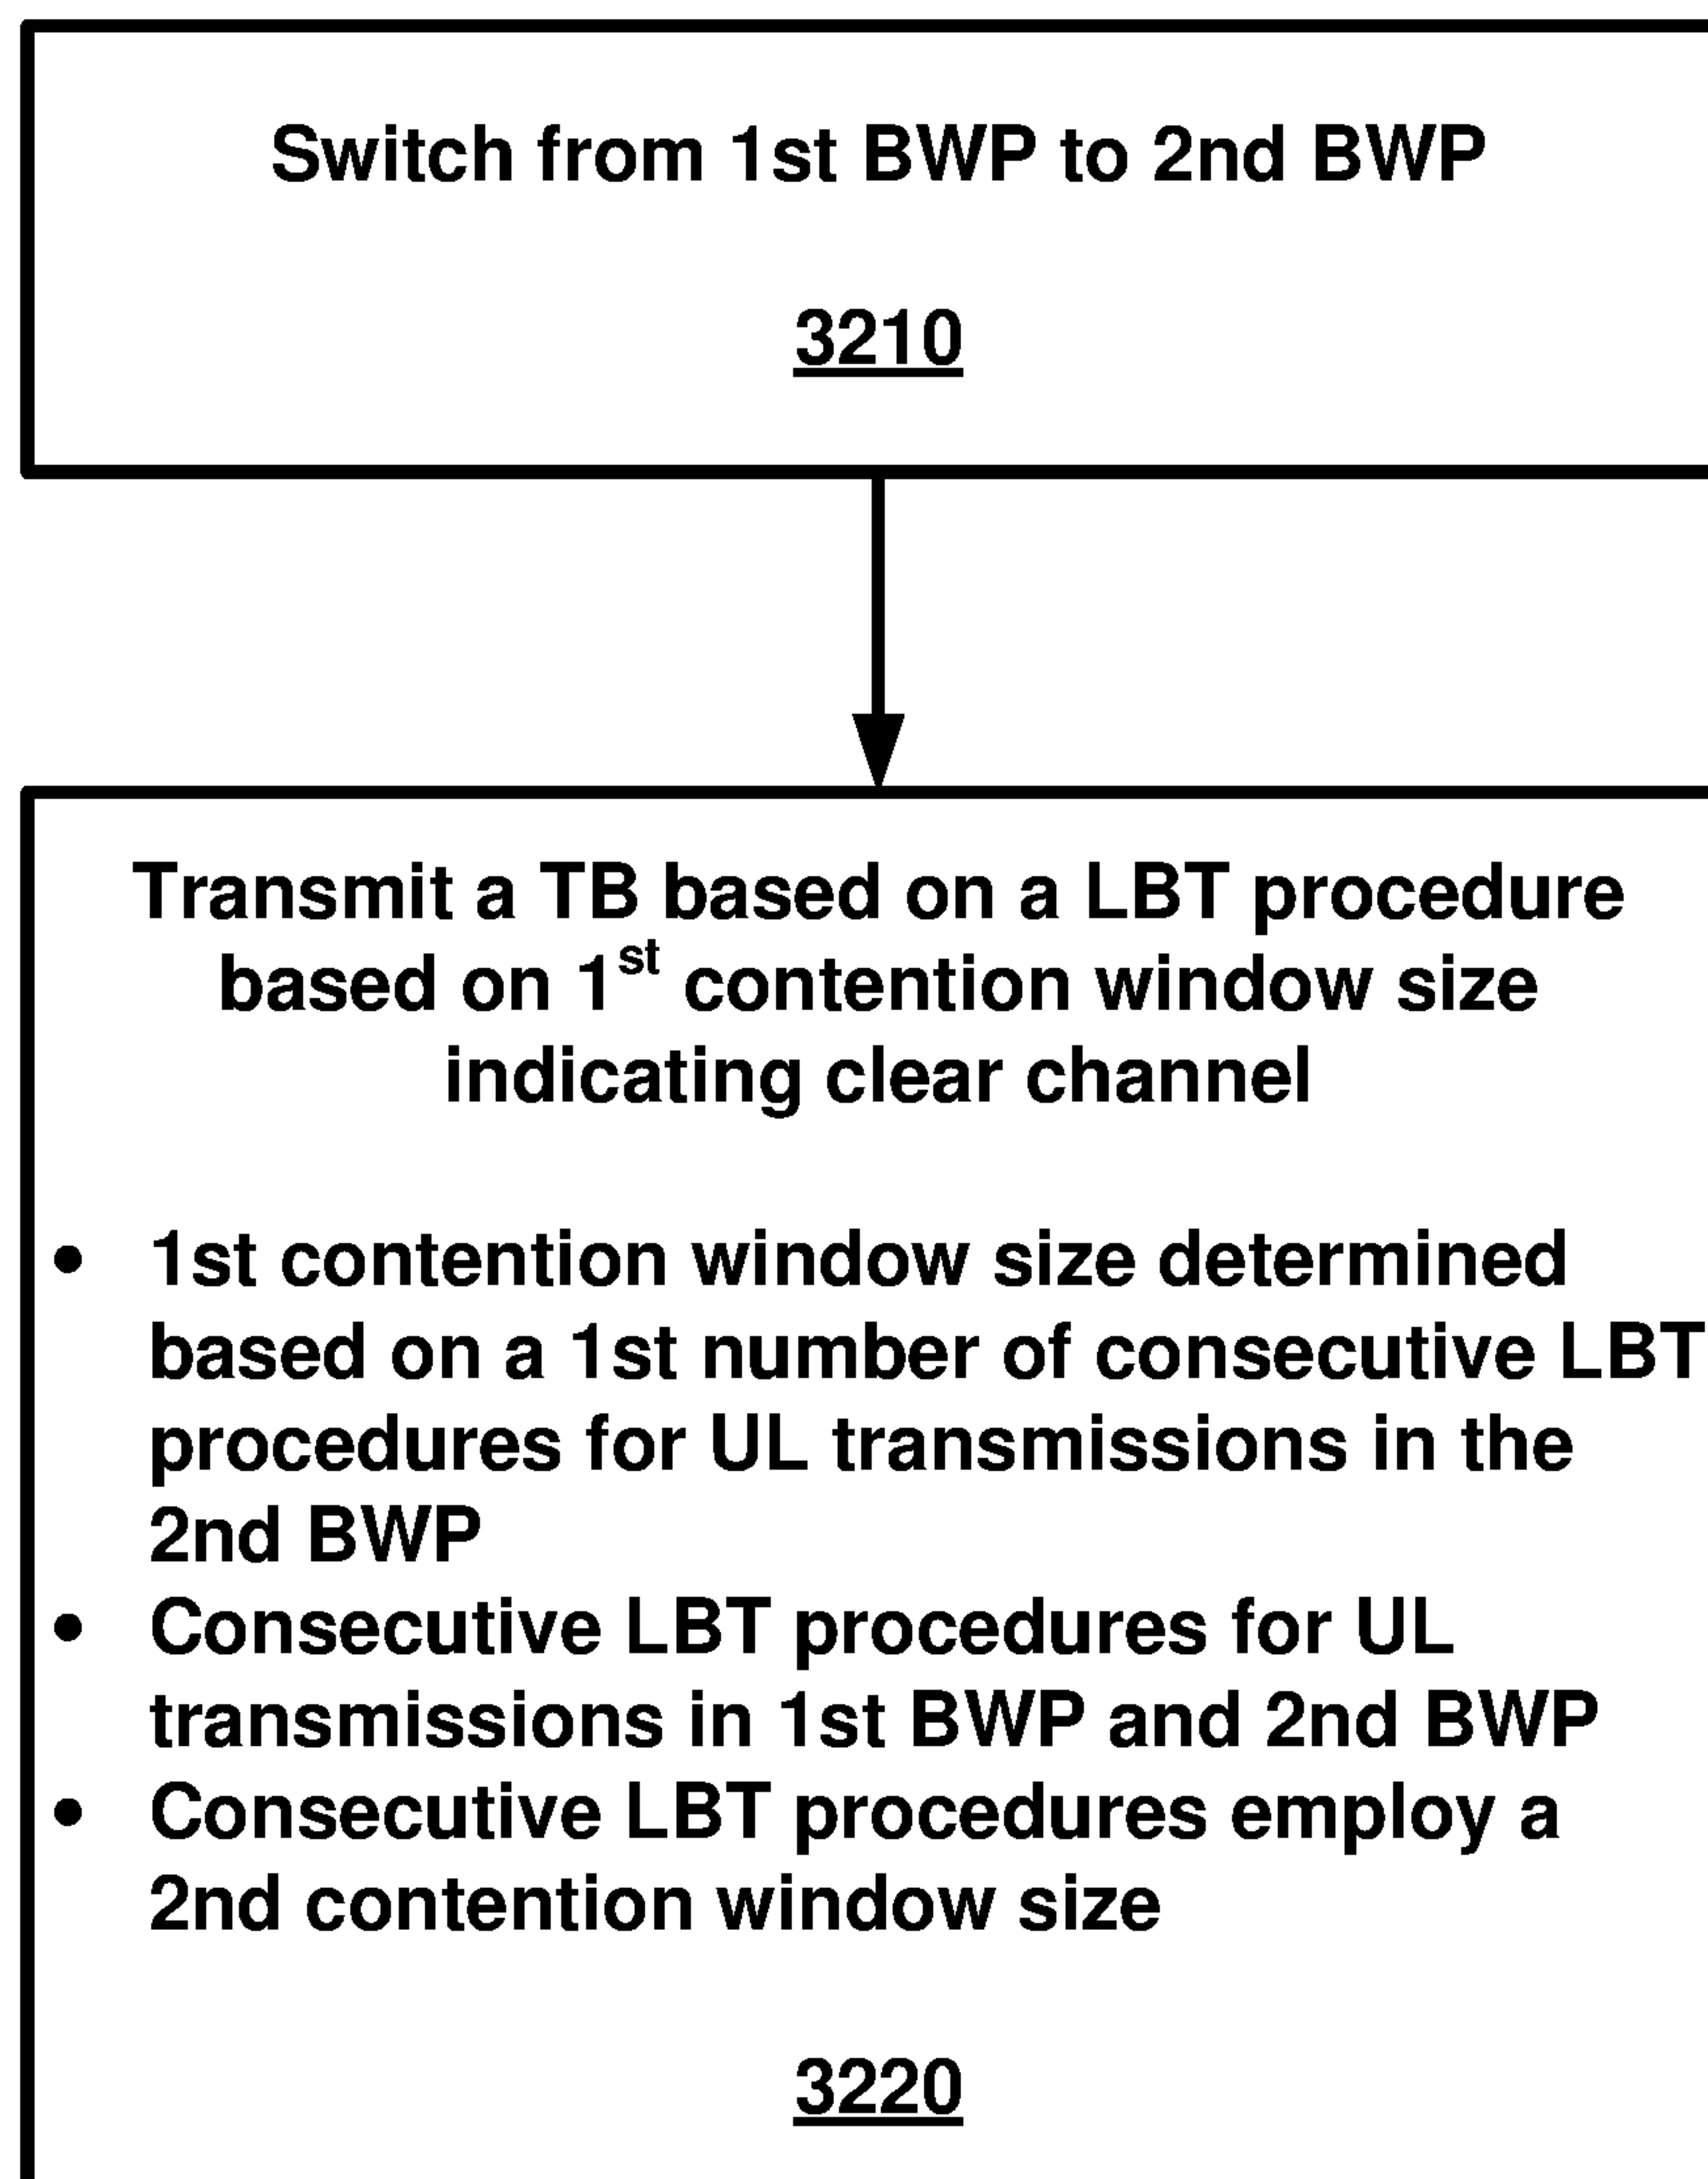 Switch from 1st BWP to 2nd BWP
3210
Transmit a TB based on a LBT procedure
based on 1st contention window size
indicating clear channel
• 1st contention window size determined
based on a 1st number of consecutive LBT
procedures for UL transmissions in the
2nd BWP
• Consecutive LBT procedures for UL
transmissions in 1st BWP and 2nd BWP
• Consecutive LBT procedures employ a
2nd contention window size
3220